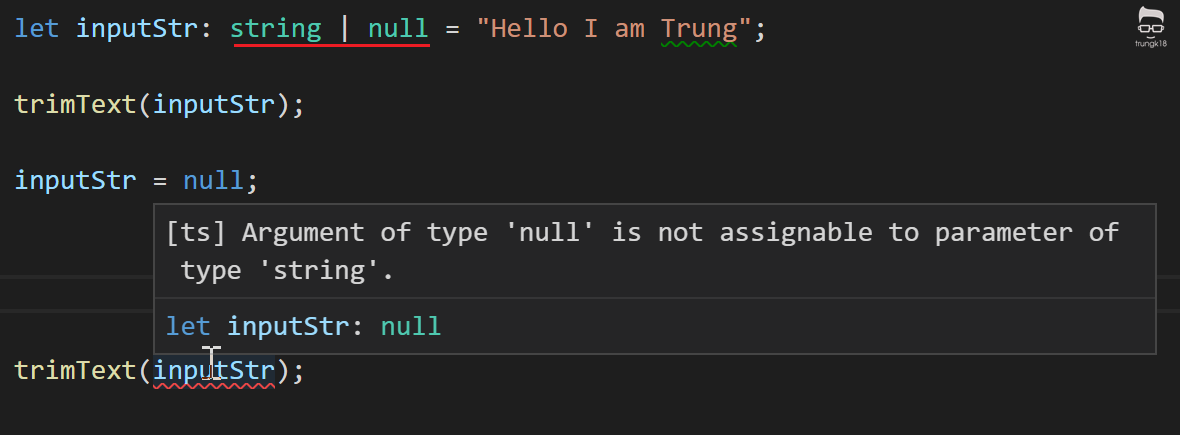 let inputStr: string | null = "Hello I am Trung";
trungk18
trimText(inputStr);
inputStr = null;
[ts] Argument of type 'null' is not assignable to parameter of
type 'string'.
let inputStr: null
trimText(inputStr);